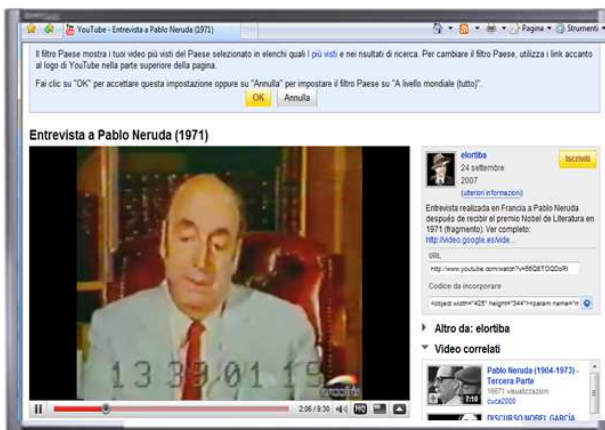 YouTube - Entrevista a Pablo Neruda (1971)
Pagina
Strumenti
Il filtro Paese mostra i tuoi video più visti del Paese selezionato in elenchi quali I più visti e nei risultati di ricerca. Per cambiare il filtro Paese, utilizza i link accanto
al logo di YouTube nella parte superiore della pagina.
Fai clic su "OK" per accettare questa impostazione oppure su "Annulla" per impostare il filtro Paese su "A livello mondiale (tutto)".
OK
Annulla
Entrevista a Pablo Neruda (1971)
13 39 01 15
2:06 / 9:30
HQ
elortiba
24 settembre
2007
(ulteriori informazioni)
Iscriviti
Entrevista realizada en Francia a Pablo Neruda
después de recibir el premio Nobel de Literatura en
1971 (fragmento). Ver completo:
http://video.google.es/vide...
URL
Codice da incorporare
<object width="425" height="344"><param name="m
Altro da: elortiba
Video correlati
Pablo Neruda (1904-1973) -
Tercera Parte
16671 visualizzazioni
cuca2000
7:10
DISCURSO NOBEL GARCÍA